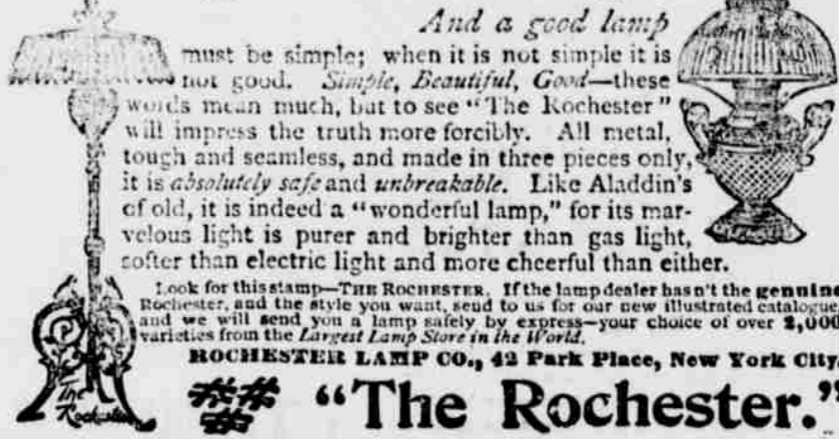 And a good lamp
must be simple; when it is not simple it is
not good. Simple, Beautiful, Good—these
words mean much, but to see "The Rochester"
will impress the truth more forcibly. All metal,
tough and seamless, and made in three pieces only,
it is absolutely safe and unbreakable. Like Aladdin's
of old, it is indeed a "wonderful lamp," for its mar-
velous light is purer and brighter than gas light,
softer than electric light and more cheerful than either.
Look for this stamp—THE ROCHESTER. If the lamp dealer hasn't the genuine
Rochester, and the style you want, send to us for our new illustrated catalogue,
and we will send you a lamp safely by express—your choice of over 2,000
varieties from the Largest Lamp Store in the World.
ROCHESTER LAMP CO., 42 Park Place, New York City.
The
Rochester
"The Rochester."